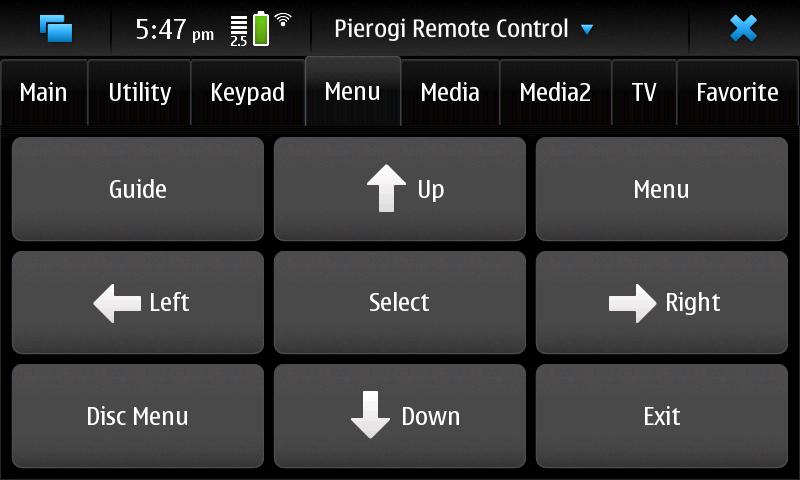 5:47 pm 2.5 Pierogi Remote Control
Main Utility Keypad Menu Media Media2 TV Favorite
Guide Up Menu
Left Select Right
Disc Menu Down Exit